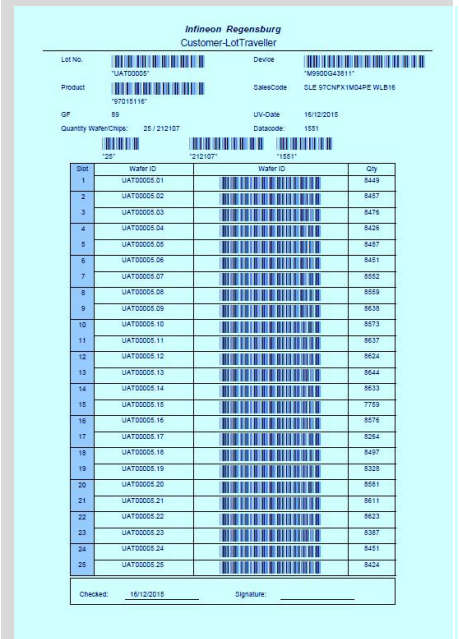 Infineon Regensburg
Customer-LotTraveller
Lot No. Device
"UAT00005" "M9900G43811"
Product SalesCode SLE 97CNFX1M04PE WLB16
"97015116"
GF 89 UV-Date 16/12/2015
Quantity Wafer/Chips: 25 / 212107 Datacode: 1551
"25" "212107" "1551"
Slot Wafer ID Wafer ID Qty
1 UAT00005.01 8449
2 UAT00005.02 8457
3 UAT00005.03 8476
4 UAT00005.04 8426
5 UAT00005.05 8487
6 UAT00005.06 8451
7 UAT00005.07 8552
8 UAT00005.08 8559
9 UAT00005.09 8638
10 UAT00005.10 8573
11 UAT00005.11 8637
12 UAT00005.12 8624
13 UAT00005.13 8644
14 UAT00005.14 8633
15 UAT00005.15 7759
16 UAT00005.16 8576
17 UAT00005.17 8264
18 UAT00005.18 8497
19 UAT00005.19 8328
20 UAT00005.20 8581
21 UAT00005.21 8611
22 UAT00005.22 8623
23 UAT00005.23 8387
24 UAT00005.24 8451
25 UAT00005.25 8424
Checked: 16/12/2015 Signature: